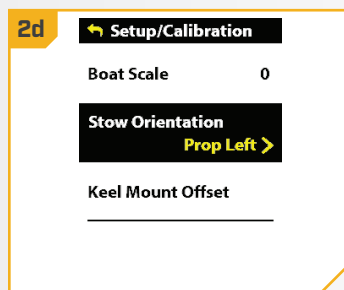 2d
Setup/Calibration
Boat Scale 0
Stow Orientation
Prop Left >
Keel Mount Offset